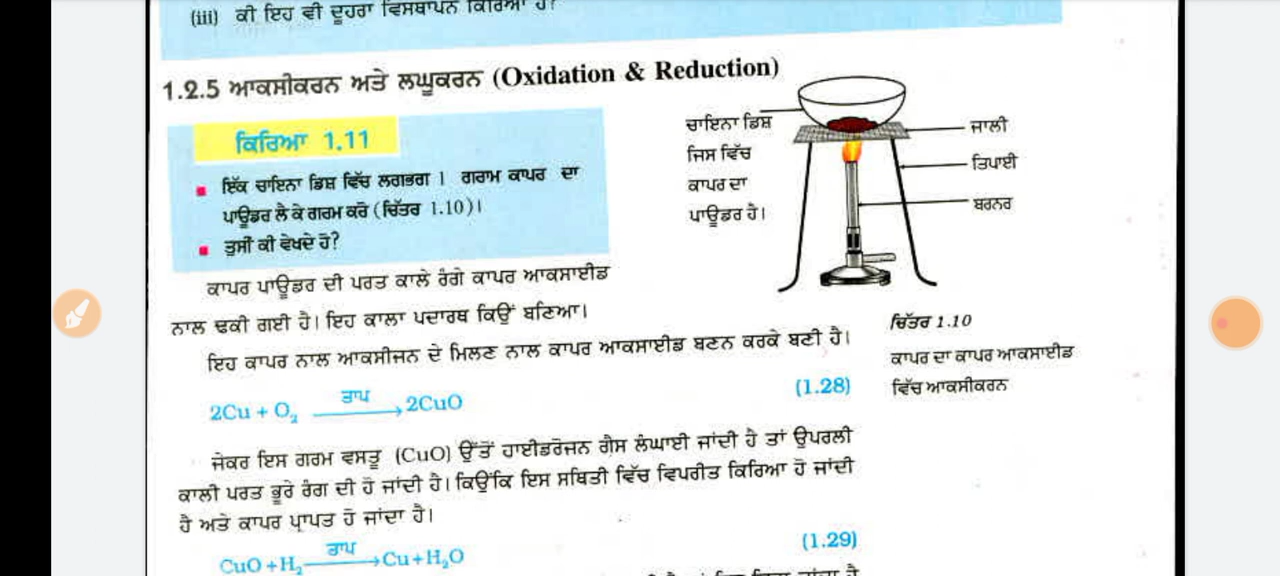 (iii) ਕੀ ਇਹ ਵੀ ਦੂਹਰਾ ਵਿਸਥਾਪਨ ਕਿਰਿਆ ਹੈ?
1.2.5 ਆਕਸੀਕਰਨ ਅਤੇ ਲਘੂਕਰਨ (Oxidation & Reduction)
ਕਿਰਿਆ 1.11
ਇੱਕ ਚਾਇਨਾ ਡਿਸ਼ ਵਿੱਚ ਲਗਭਗ 1 ਗਰਾਮ ਕਾਪਰ ਦਾ
ਪਾਊਡਰ ਲੈ ਕੇ ਗਰਮ ਕਰੋ (ਚਿੱਤਰ 1.10)।
ਤੁਸੀਂ ਕੀ ਵੇਖਦੇ ਹੋ?
ਚਾਇਨਾ ਡਿਸ਼
ਜਿਸ ਵਿੱਚ
ਕਾਪਰ ਦਾ
ਪਾਊਡਰ ਹੈ।
ਜਾਲੀ
ਤਿਪਾਈ
ਬਰਨਰ
ਕਾਪਰ ਪਾਊਡਰ ਦੀ ਪਰਤ ਕਾਲੇ ਰੰਗੇ ਕਾਪਰ ਆਕਸਾਈਡ
ਨਾਲ ਢਕੀ ਗਈ ਹੈ। ਇਹ ਕਾਲਾ ਪਦਾਰਥ ਕਿਉਂ ਬਣਿਆ।
ਇਹ ਕਾਪਰ ਨਾਲ ਆਕਸੀਜਨ ਦੇ ਮਿਲਣ ਨਾਲ ਕਾਪਰ ਆਕਸਾਈਡ ਬਣਨ ਕਰਕੇ ਬਣੀ ਹੈ।
ਚਿੱਤਰ 1.10
ਕਾਪਰ ਦਾ ਕਾਪਰ ਆਕਸਾਈਡ
ਵਿੱਚ ਆਕਸੀਕਰਨ
2Cu + O₂ ਤਾਪ → 2CuO (1.28)
ਜੇਕਰ ਇਸ ਗਰਮ ਵਸਤੂ (CuO) ਉੱਤੋਂ ਹਾਈਡਰੋਜਨ ਗੈਸ ਲੰਘਾਈ ਜਾਂਦੀ ਹੈ ਤਾਂ ਉਪਰਲੀ
ਕਾਲੀ ਪਰਤ ਭੂਰੇ ਰੰਗ ਦੀ ਹੋ ਜਾਂਦੀ ਹੈ। ਕਿਉਂਕਿ ਇਸ ਸਥਿਤੀ ਵਿੱਚ ਵਿਪਰੀਤ ਕਿਰਿਆ ਹੋ ਜਾਂਦੀ
ਹੈ ਅਤੇ ਕਾਪਰ ਪ੍ਰਾਪਤ ਹੋ ਜਾਂਦਾ ਹੈ।
CuO + H₂ ਤਾਪ → Cu + H₂O (1.29)